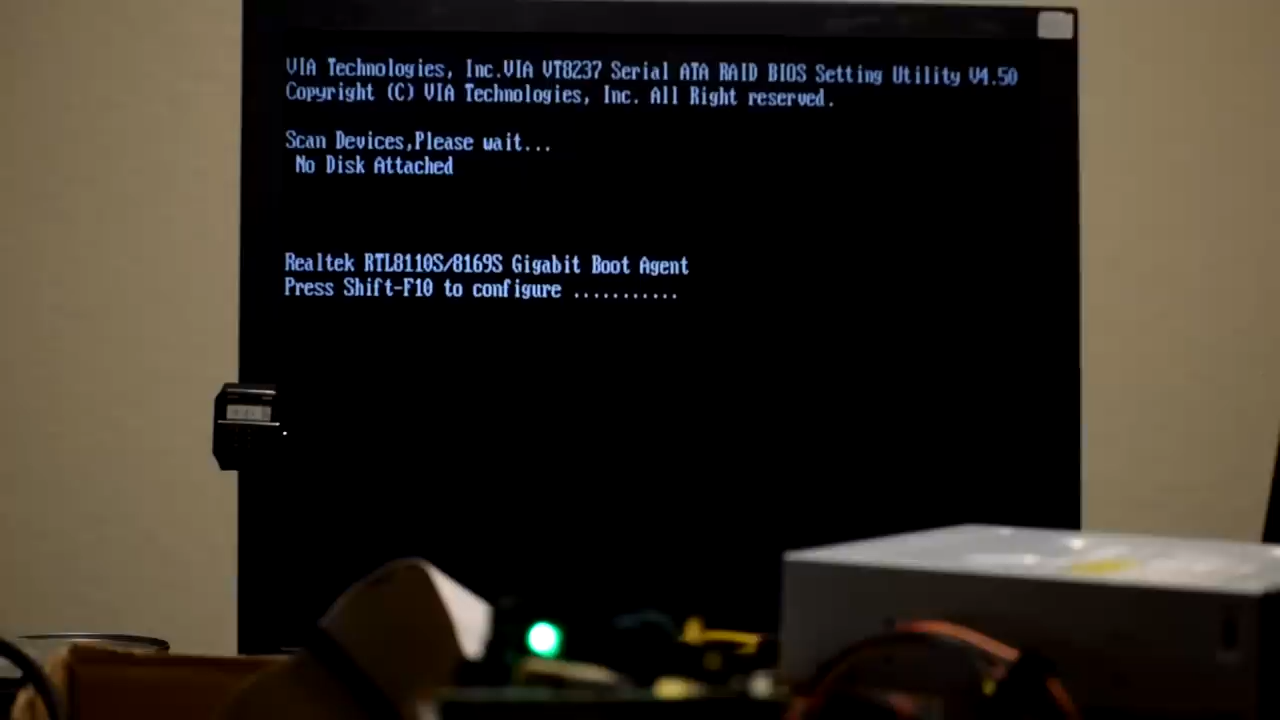 VIA Technologies, Inc.VIA VT8237 Serial ATA RAID BIOS Setting Utility V4.50
Copyright (C) VIA Technologies, Inc. All Right reserved.
Scan Devices,Please wait...
No Disk Attached
Realtek RTL8110S/8169S Gigabit Boot Agent
Press Shift-F10 to configure ...........